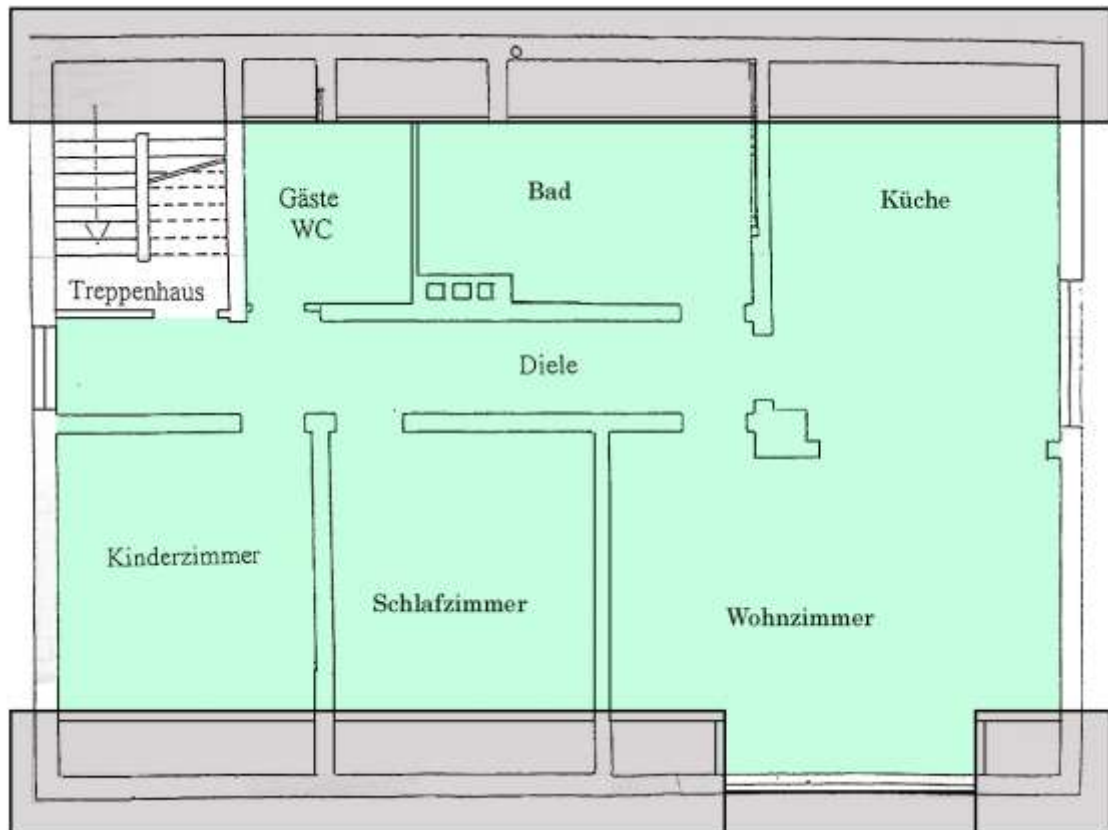 Gäste
WC
Bad
Küche
Treppenhaus
Diele
Kinderzimmer
Schlafzimmer
Wohnzimmer